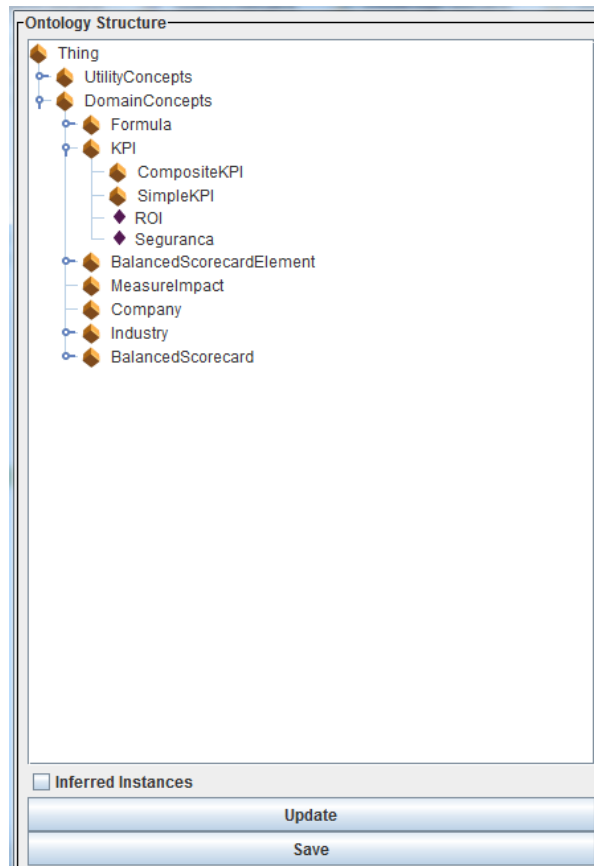 Ontology Structure
Thing
UtilityConcepts
DomainConcepts
Formula
KPI
CompositeKPI
SimpleKPI
ROI
Seguranca
BalancedScorecardElement
MeasureImpact
Company
Industry
BalancedScorecard
Inferred Instances
Update
Save